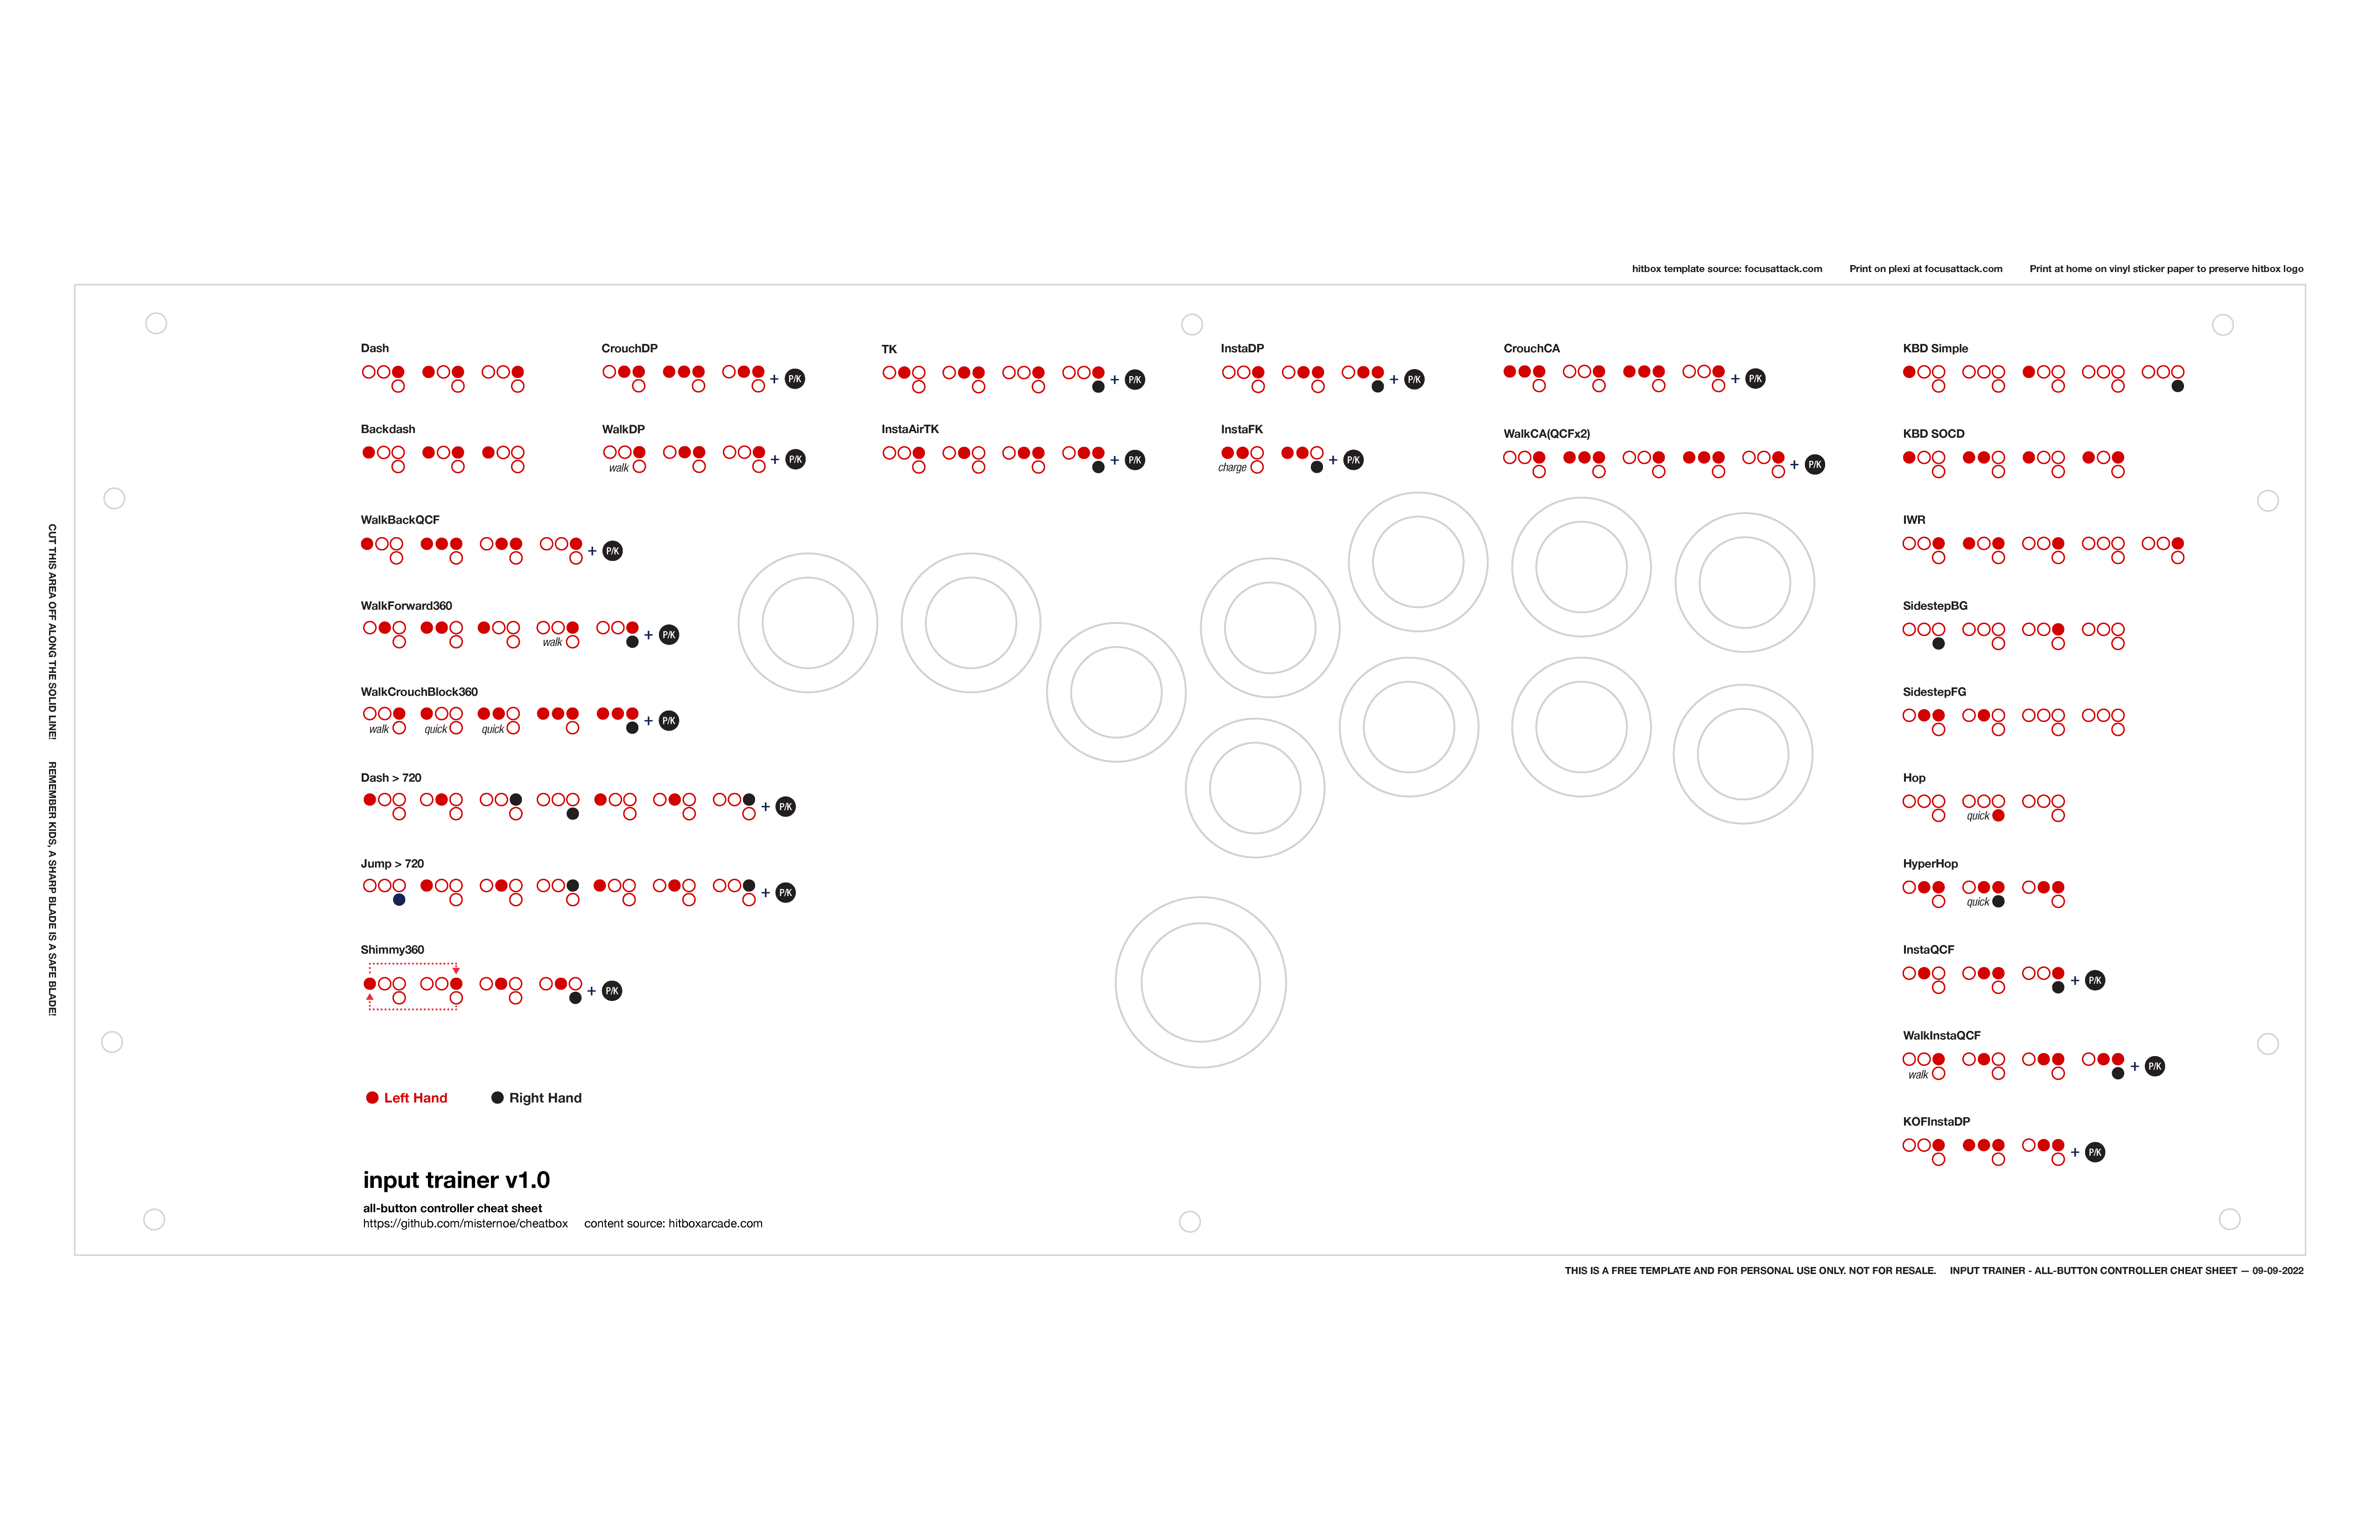 hitbox template source: focusattack.com Print on plexi at focusattack.com Print at home on vinyl sticker paper to preserve hitbox logo
CUT THIS AREA OFF ALONG THE SOLID LINE! REMEMBER KIDS, A SHARP BLADE IS A SAFE BLADE!
Dash
Backdash
WalkBackQCF
+ P/K
WalkForward360
walk
+ P/K
WalkCrouchBlock360
walk quick quick
+ P/K
Dash > 720
+ P/K
Jump > 720
+ P/K
Shimmy360
+ P/K
CrouchDP
+ P/K
WalkDP
walk
+ P/K
TK
+ P/K
InstaAirTK
+ P/K
InstaDP
+ P/K
InstaFK
charge
+ P/K
CrouchCA
+ P/K
WalkCA(QCFx2)
+ P/K
KBD Simple
KBD SOCD
IWR
SidestepBG
SidestepFG
Hop
quick
HyperHop
quick
InstaQCF
+ P/K
WalkInstaQCF
walk
+ P/K
KOFInstaDP
+ P/K
Left Hand Right Hand
input trainer v1.0
all-button controller cheat sheet
https://github.com/misternoe/cheatbox content source: hitboxarcade.com
THIS IS A FREE TEMPLATE AND FOR PERSONAL USE ONLY. NOT FOR RESALE. INPUT TRAINER - ALL-BUTTON CONTROLLER CHEAT SHEET — 09-09-2022